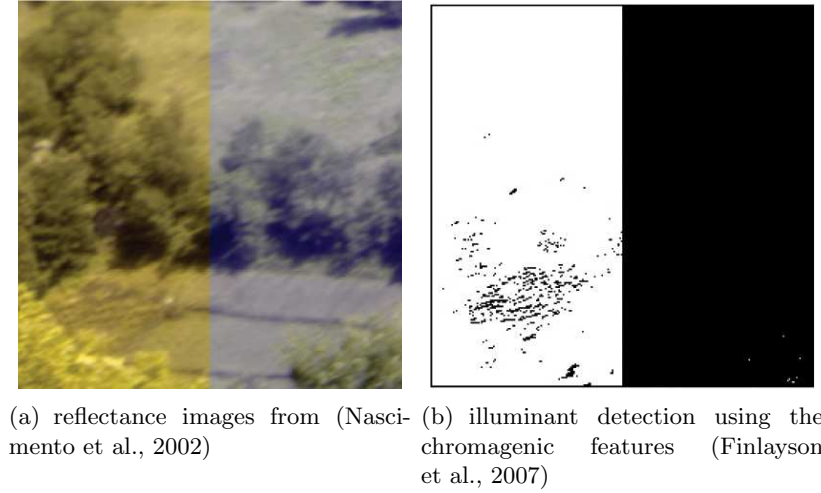 (a) reflectance images from (Nasci-
mento et al., 2002)
(b) illuminant detection using the
chromagenic features (Finlayson
et al., 2007)